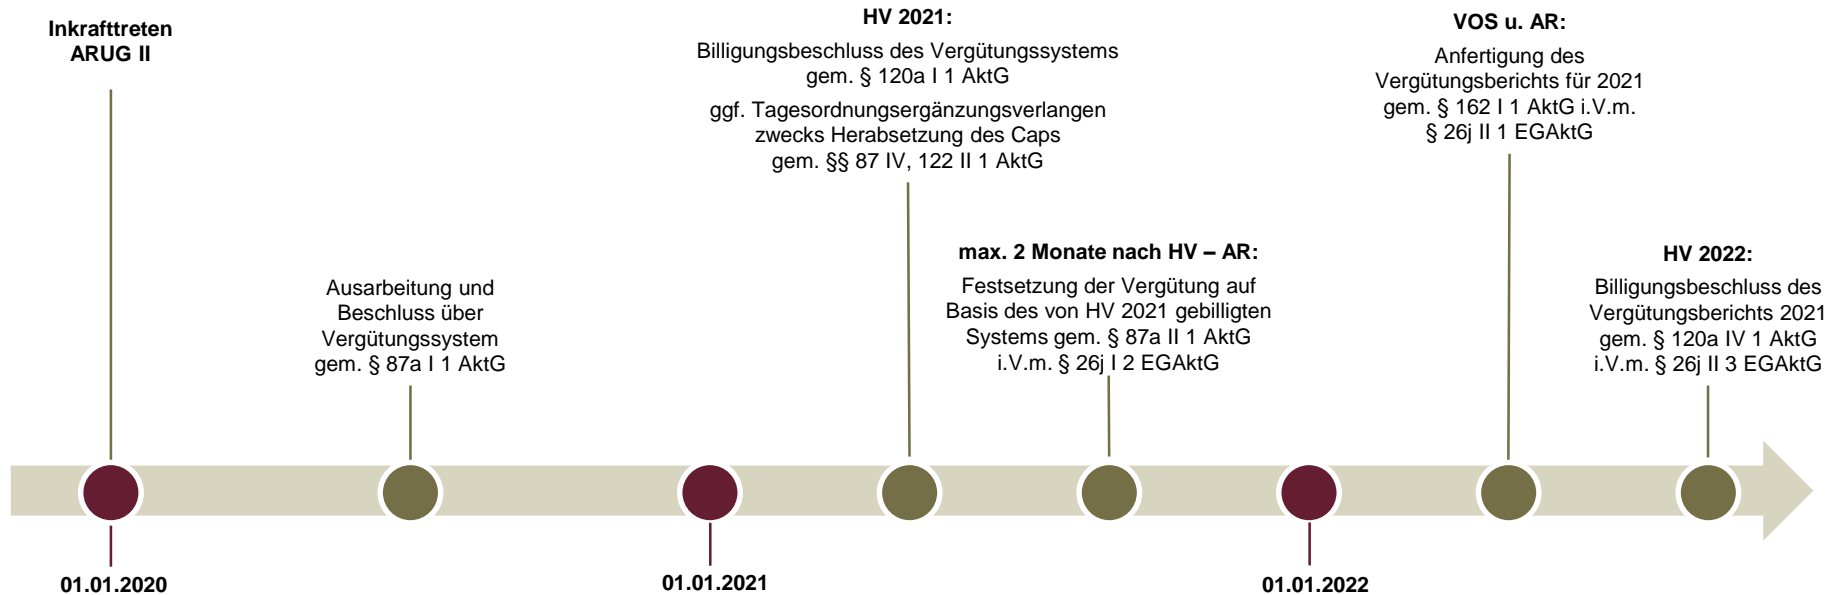 Inkrafttreten
ARUG II
Ausarbeitung und
Beschluss über
Vergütungssystem
gem. § 87a I 1 AktG
HV 2021:
Billigungsbeschluss des Vergütungssystems
gem. § 120a I 1 AktG
ggf. Tagesordnungsergänzungsverlangen
zwecks Herabsetzung des Caps
gem. §§ 87 IV, 122 II 1 AktG
max. 2 Monate nach HV – AR:
Festsetzung der Vergütung auf
Basis des von HV 2021 gebilligten
Systems gem. § 87a II 1 AktG
i.V.m. § 26j I 2 EGAktG
VOS u. AR:
Anfertigung des
Vergütungsberichts für 2021
gem. § 162 I 1 AktG i.V.m.
§ 26j II 1 EGAktG
HV 2022:
Billigungsbeschluss des
Vergütungsberichts 2021
gem. § 120a IV 1 AktG
i.V.m. § 26j II 3 EGAktG
01.01.2020
01.01.2021
01.01.2022